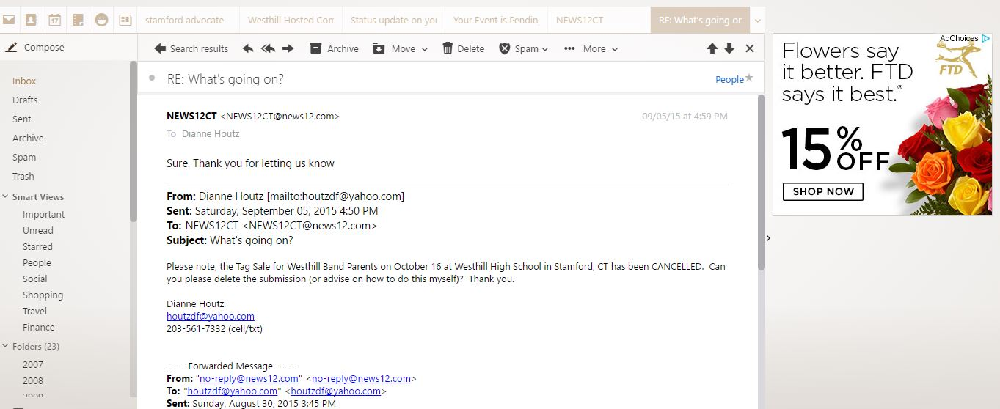 17
stamford advocate
Westhill Hosted Com
Status update on you
Your Event is Pending
NEWS12CT
RE: What's going or
Compose
Search results
Archive
Move
Delete
Spam
More
Inbox
Drafts
Sent
Archive
Spam
Trash
Smart Views
Important
Unread
Starred
People
Social
Shopping
Travel
Finance
Folders (23)
2007
2008
2009
RE: What's going on?
People
NEWS12CT <NEWS12CT@news12.com>
09/05/15 at 4:59 PM
To Dianne Houtz
Sure. Thank you for letting us know
From: Dianne Houtz [mailto:houtzdf@yahoo.com]
Sent: Saturday, September 05, 2015 4:50 PM
To: NEWS12CT <NEWS12CT@news12.com>
Subject: What's going on?
Please note, the Tag Sale for Westhill Band Parents on October 16 at Westhill High School in Stamford, CT has been CANCELLED. Can
you please delete the submission (or advise on how to do this myself)? Thank you.
Dianne Houtz
houtzdf@yahoo.com
203-561-7332 (cell/txt)
----- Forwarded Message -----
From: "no-reply@news12.com" <no-reply@news12.com>
To: "houtzdf@yahoo.com" <houtzdf@yahoo.com>
Sent: Sunday, August 30, 2015 3:45 PM
AdChoices
Flowers say
it better. FTD
says it best.®
FTD
15% OFF
SHOP NOW